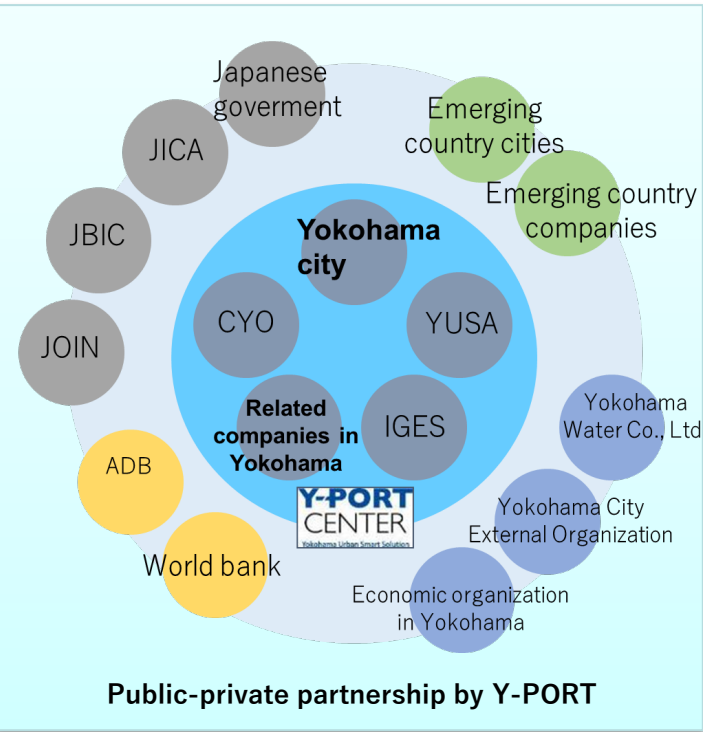 Japanese
goverment
JICA
JBIC
JOIN
ADB
World bank
Emerging
country cities
Emerging country
companies
Yokohama
city
CYO
YUSA
Related
companies in
Yokohama
IGES
Y-PORT
CENTER
Yokohama Urban Smart Solution
Yokohama
Water Co., Ltd
Yokohama City
External Organization
Economic organization
in Yokohama
Public-private partnership by Y-PORT